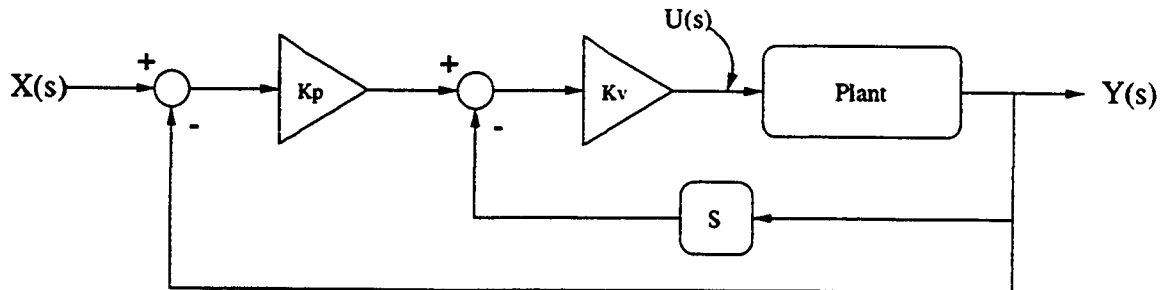 U(s)
+
X(s)
Kp
+
Kv
Plant
Y(s)
-
-
S